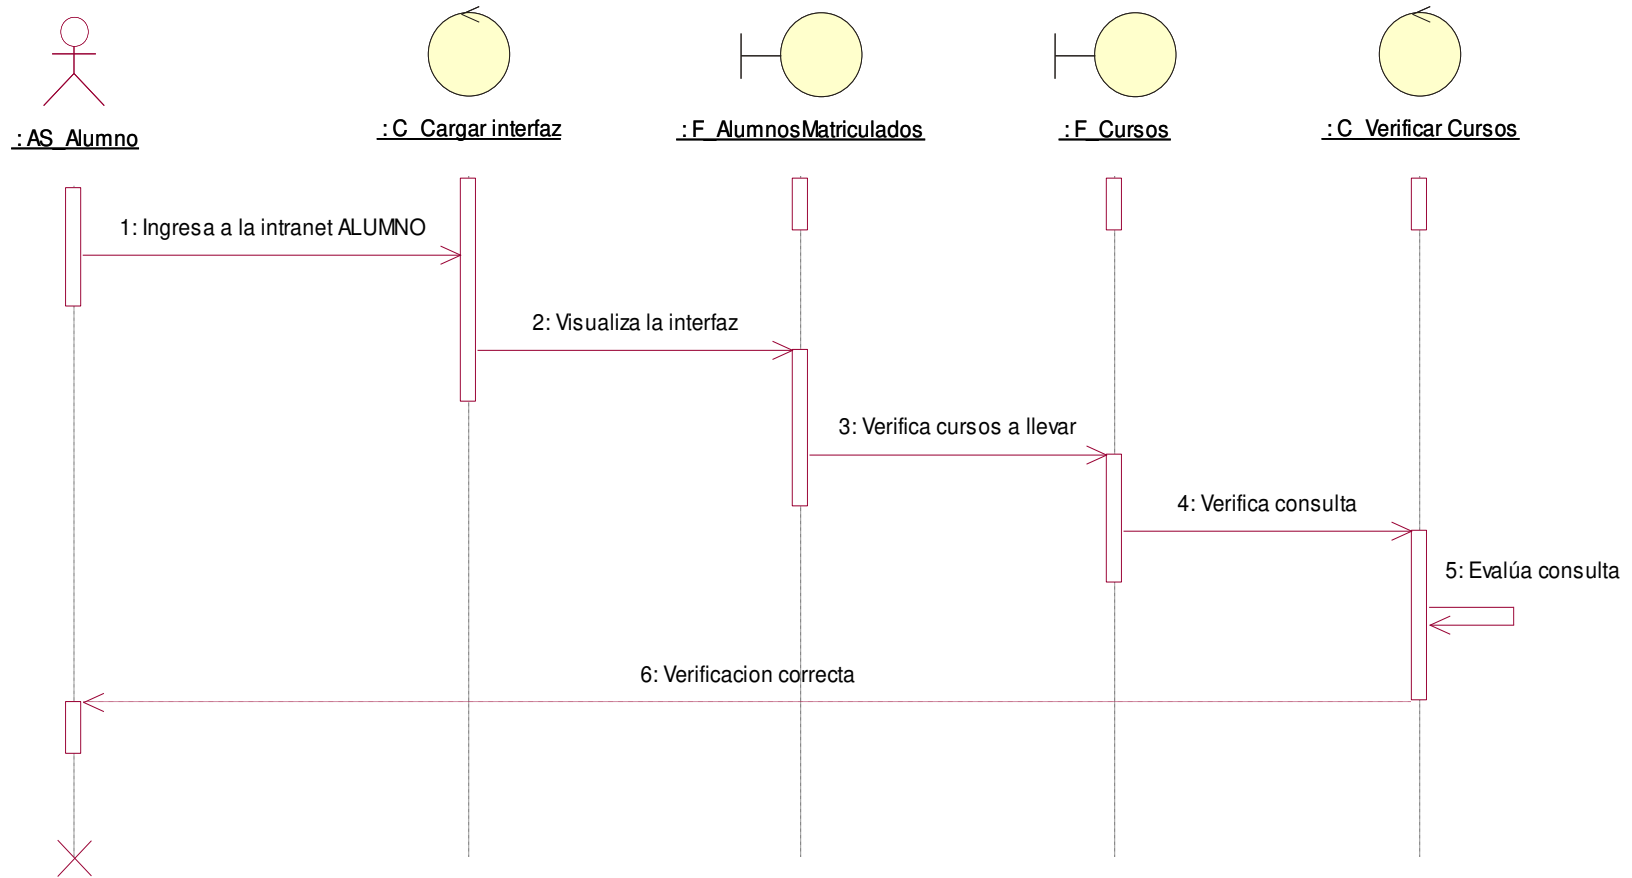 : AS_Alumno
: C_Cargar interfaz
: F_AlumnosMatriculados
: F_Cursos
: C_Verificar Cursos
1: Ingresa a la intranet ALUMNO
2: Visualiza la interfaz
3: Verifica cursos a llevar
4: Verifica consulta
5: Evalúa consulta
6: Verificacion correcta